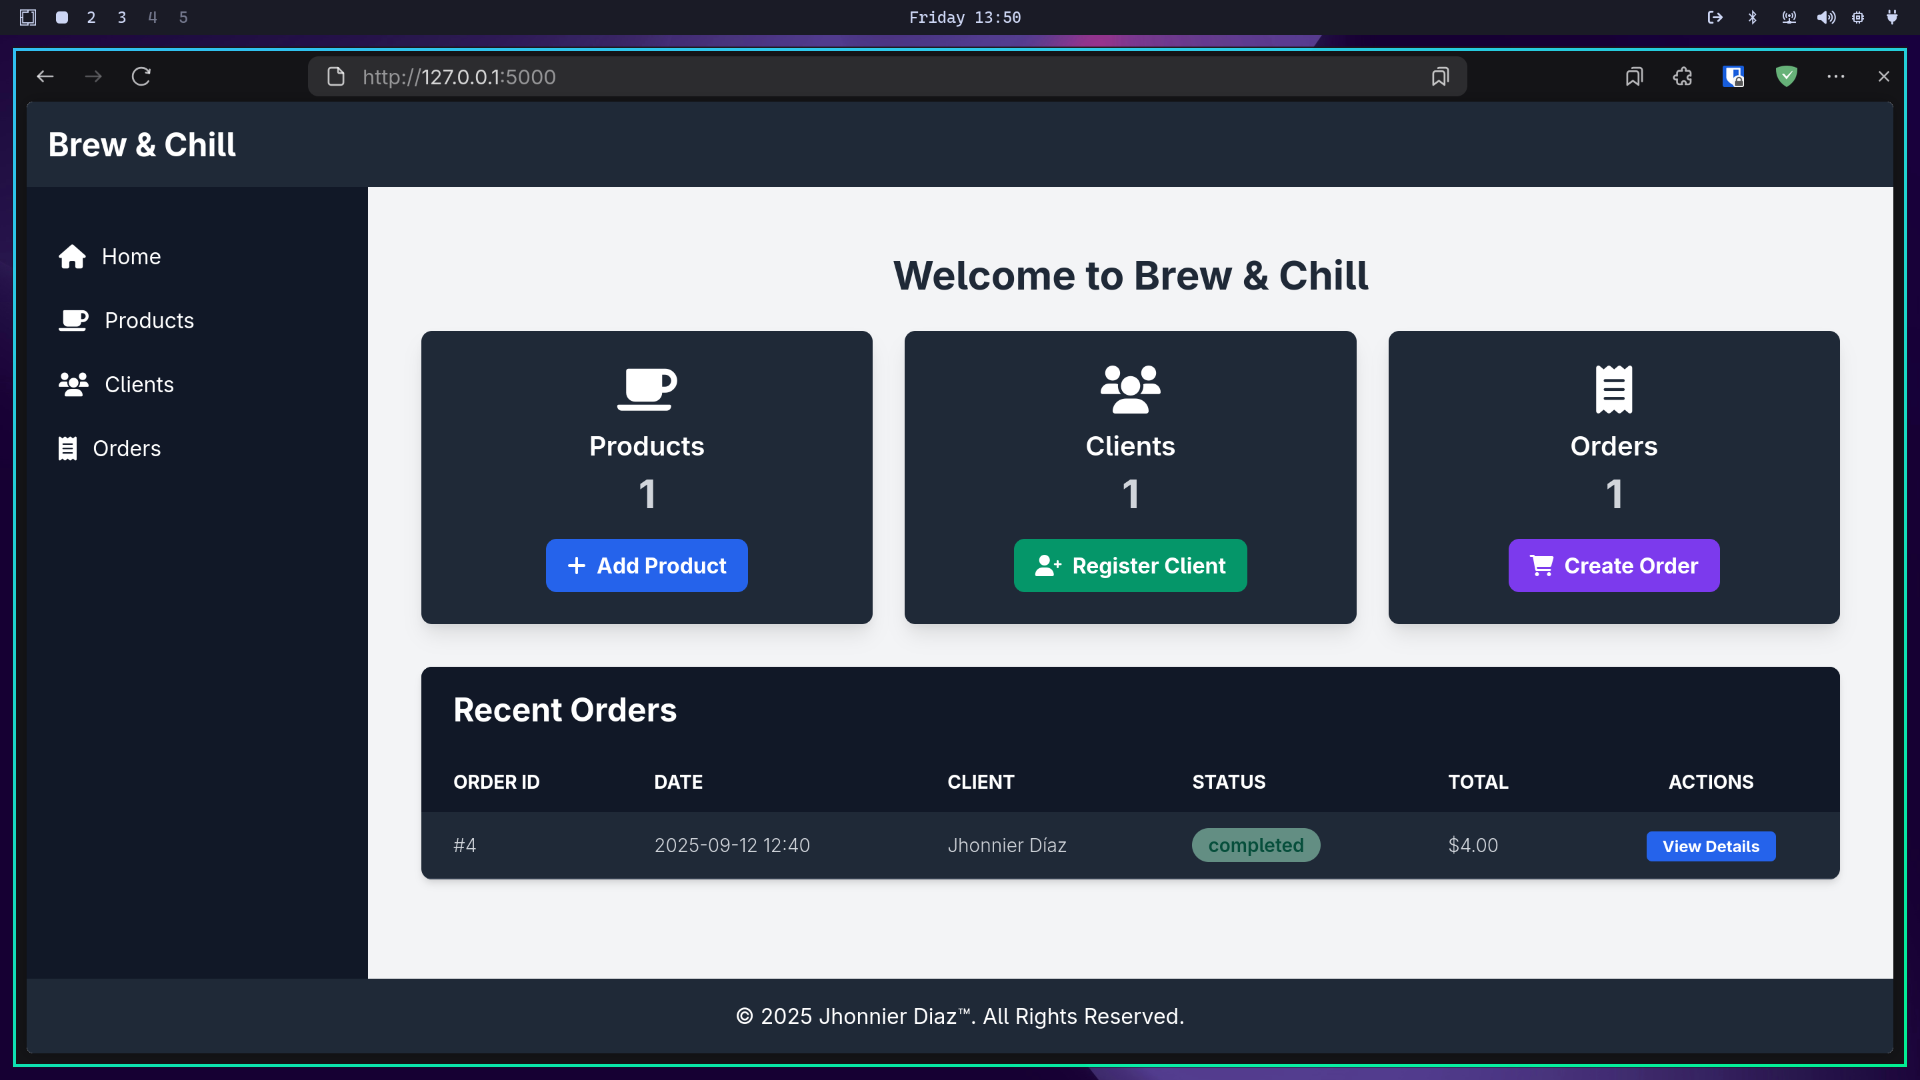 2 3 4 5
Friday 13:50
http://127.0.0.1:5000
Brew & Chill
Home
Products
Clients
Orders
Welcome to Brew & Chill
Products
1
Add Product
Clients
1
Register Client
Orders
1
Create Order
Recent Orders
ORDER ID DATE CLIENT STATUS TOTAL ACTIONS
#4 2025-09-12 12:40 Jhonnier Díaz completed $4.00 View Details
© 2025 Jhonnier Diaz™. All Rights Reserved.